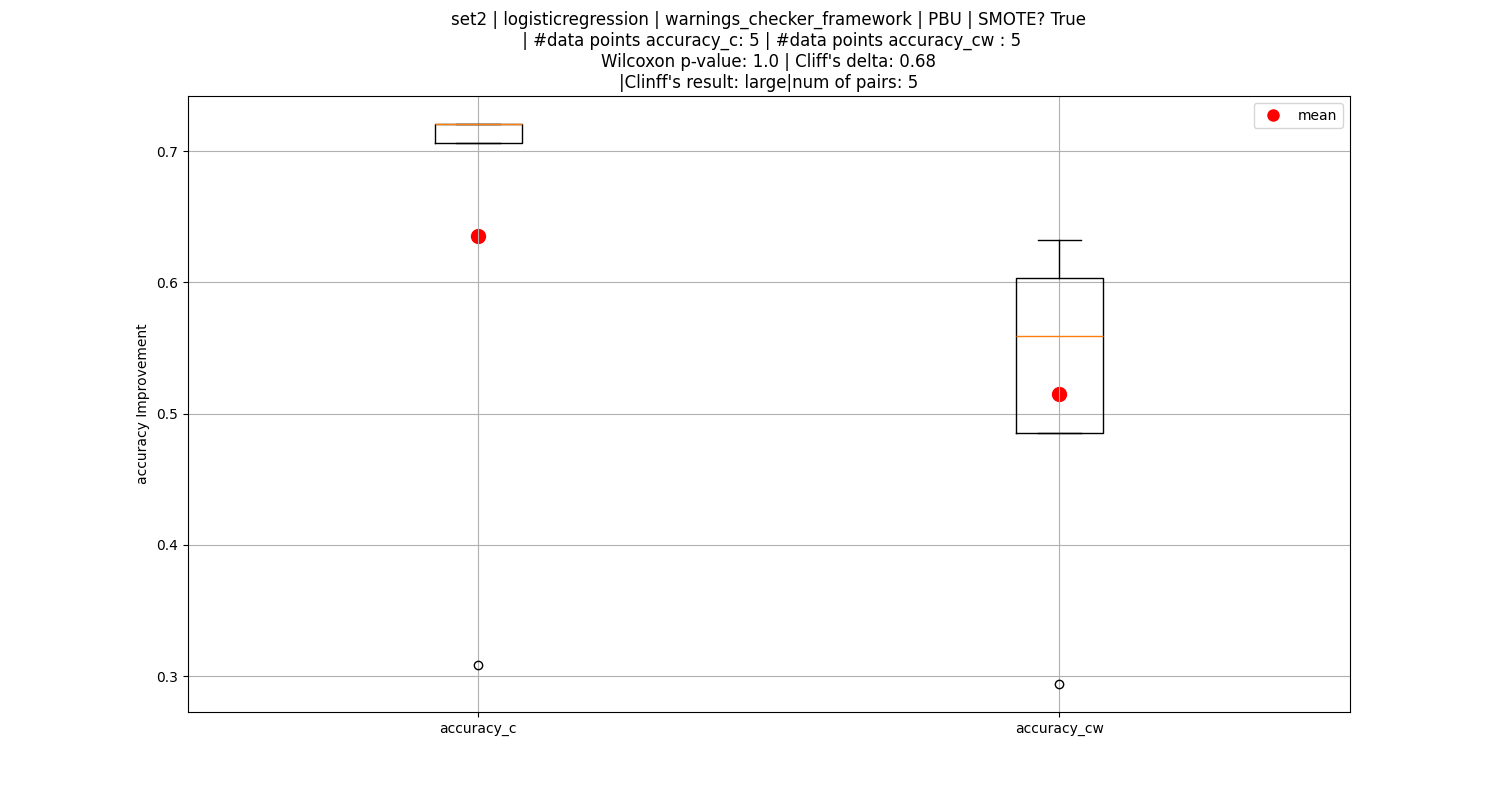 set2 | logisticregression | warnings_checker_framework | PBU | SMOTE? True
| #data points accuracy_c: 5 | #data points accuracy_cw : 5
Wilcoxon p-value: 1.0 | Cliff's delta: 0.68
|Clinff's result: large|num of pairs: 5
mean
0.7
0.6
0.5
0.4
0.3
accuracy Improvement
accuracy_c
accuracy_cw